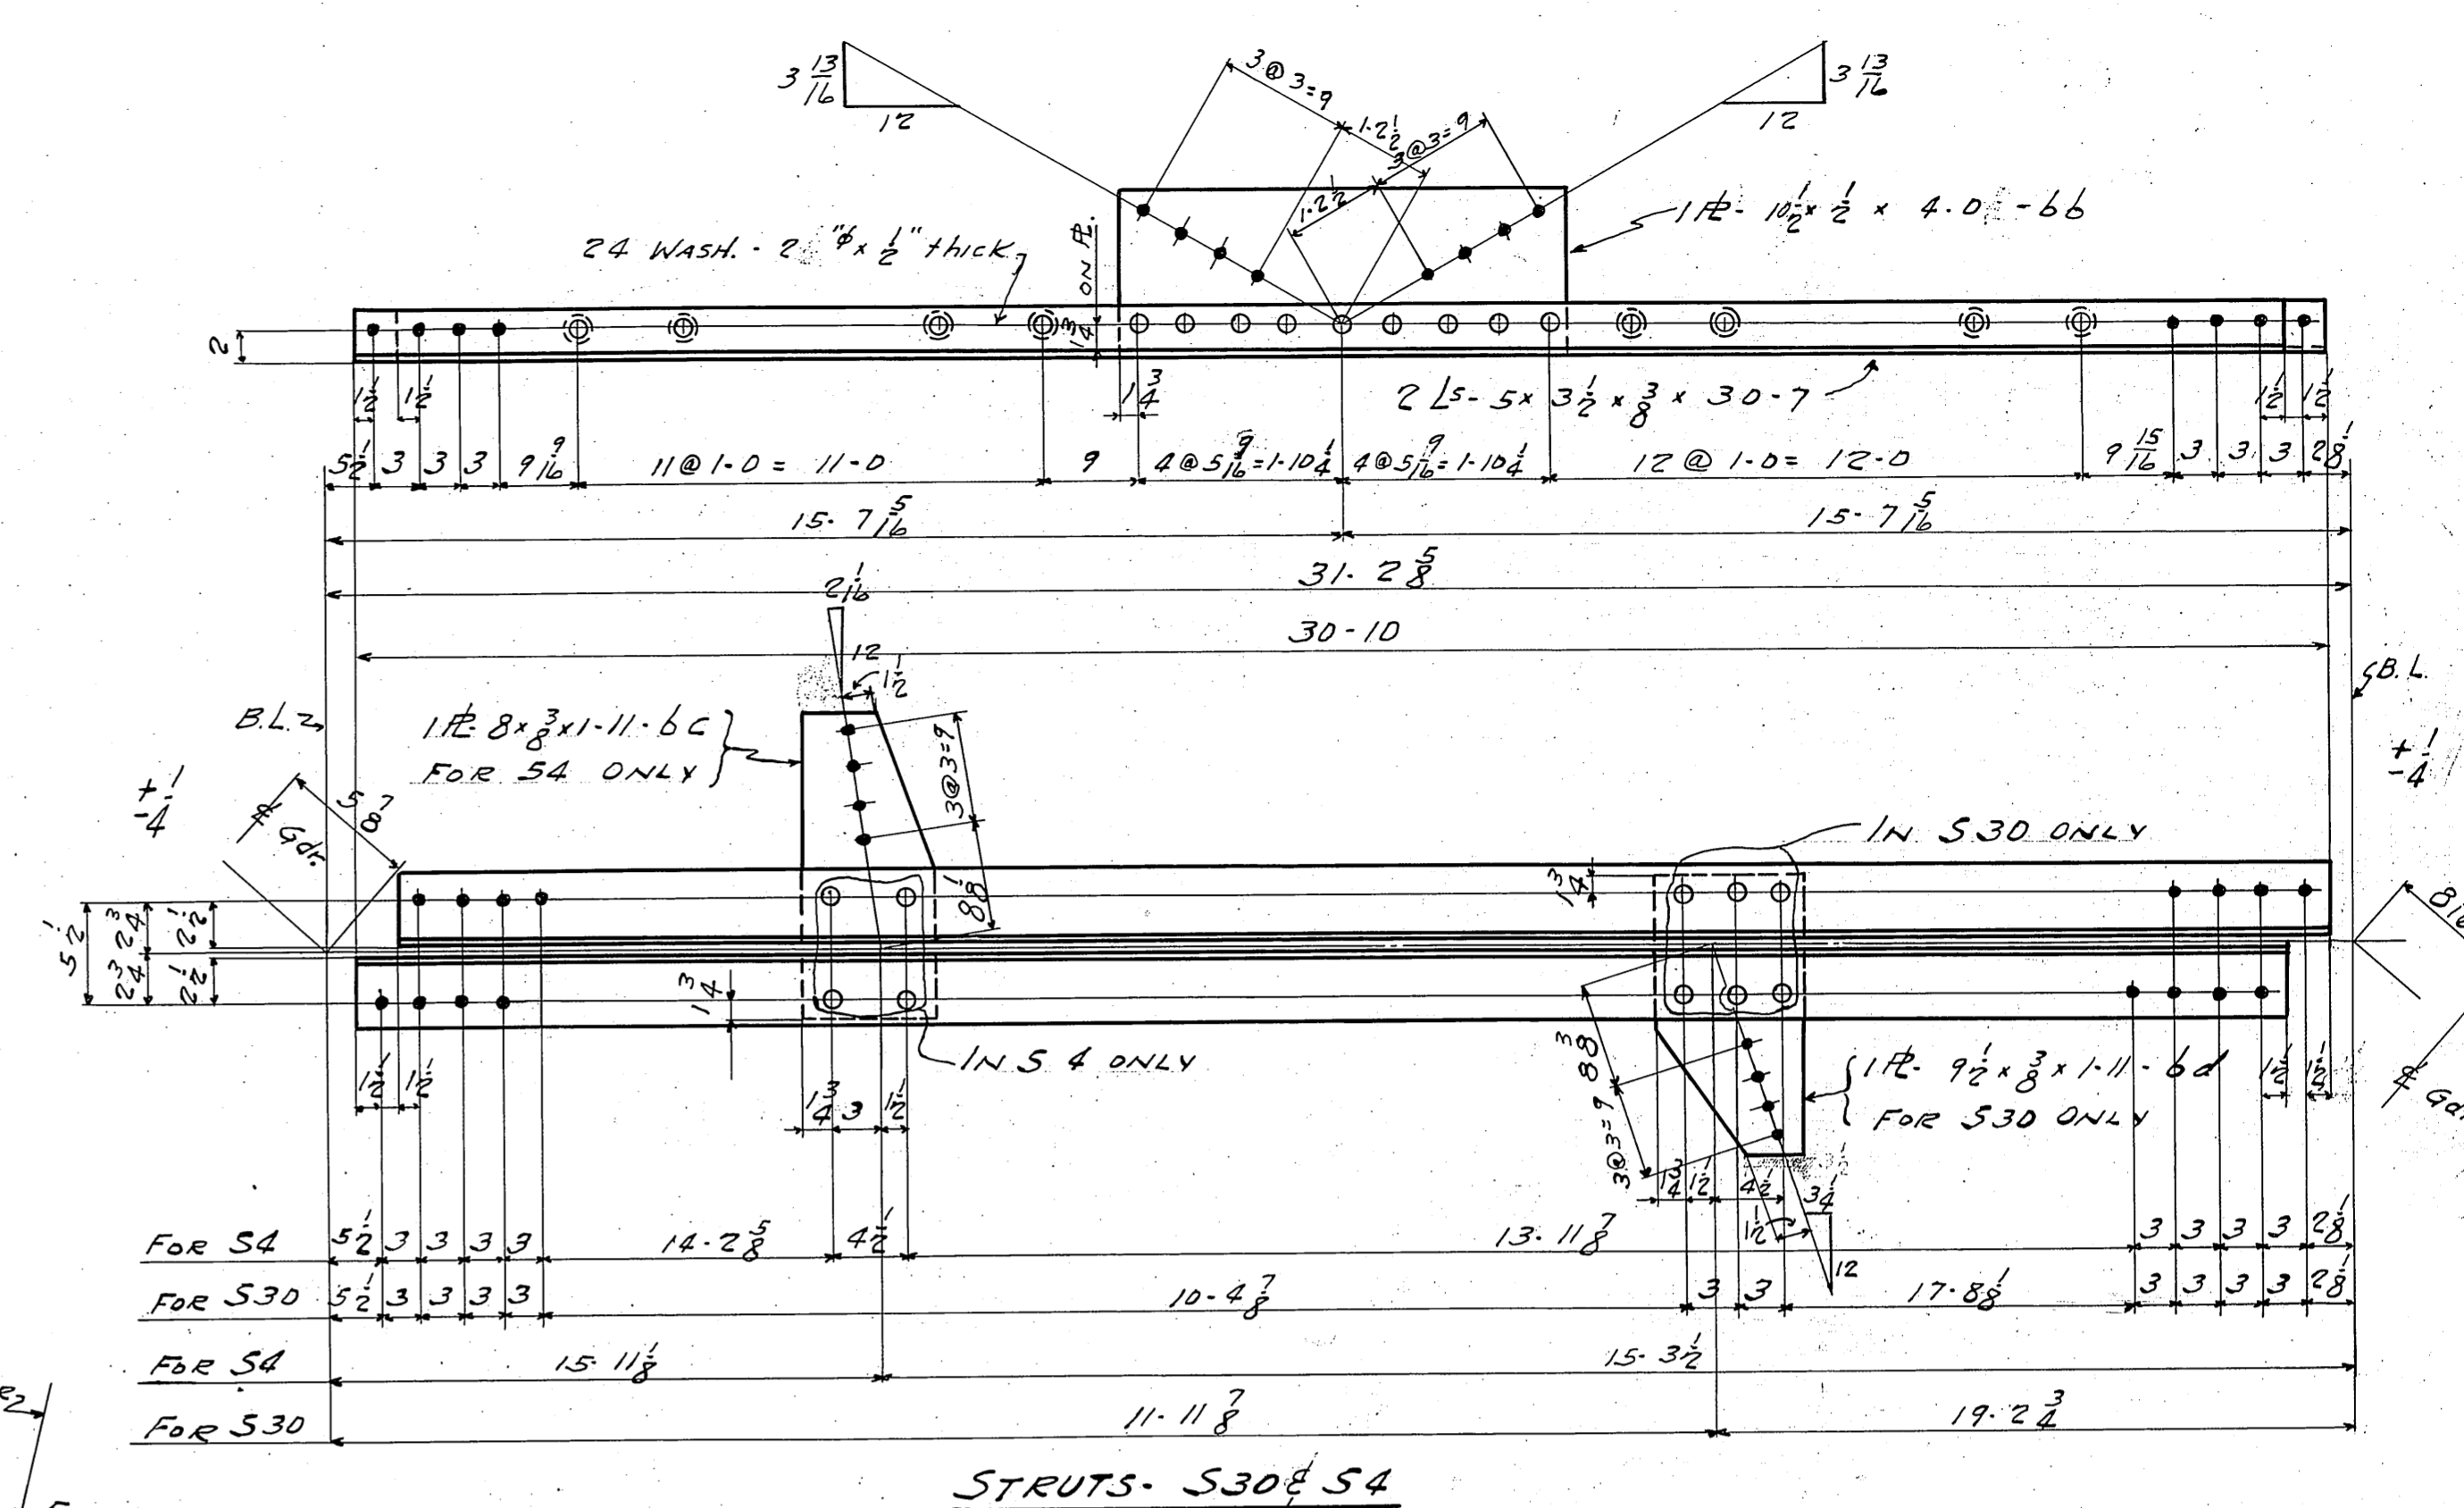 3 13/16
12
3 @ 3 = 9
1-2 1/2
3 @ 3 = 9
1-2 1/2
3 13/16
12
1 PL- 10 1/2 x 1/2 x 4-0 - bb
24 WASH. - 2 "φ x 1/2" thick
ON PL.
1 3/4
2
1 1/2
1 1/2
1 3/4
2 Ls- 5 x 3 1/2 x 3/8 x 30-7
1 1/2
1 1/2
5 1/2 3 3 3 9 9/16 11 @ 1-0 = 11-0 9 4 @ 5 9/16 = 1-10 1/4 4 @ 5 9/16 = 1-10 1/4 12 @ 1-0 = 12-0 9 15/16 3 3 3 2 1/8
15-7 5/16
15-7 5/16
31-2 5/8
30-10
2 1/16
12
1 1/2
B.L.
B.L.
1 PL- 8 x 3/8 x 1-11-bc
FOR S4 ONLY
3@3=9
8 1/8
+ 1/4
-
+ 1/4
-
5 7/8
℄ Gdr.
IN S30 ONLY
1 3/4
5 1/2
2 3/4
2 1/2
2 3/4
2 1/2
1 3/4
IN S4 ONLY
1 1/2
1 1/2
1 3/4 3 1 1/2
8 3/8
3@3=9
1 PL- 9 1/2 x 3/8 x 1-11-bd
FOR S30 ONLY
1 1/2
1 1/2
1 3/4 1 1/2 4 1/2
3 1/4
1 1/2
12
FOR S4 5 1/2 3 3 3 3 14-2 5/8 4 1/2 13-11 7/8 3 3 3 3 2 1/8
FOR S30 5 1/2 3 3 3 3 10-4 7/8 3 3 17-8 1/8 3 3 3 3 2 1/8
FOR S4 15-11 1/8 15-3 1/2
FOR S30 11-11 7/8 19-2 3/4
STRUTS- S30 & S4